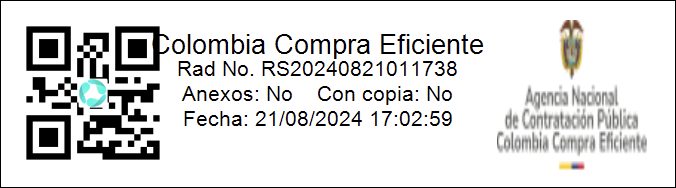 Colombia Compra Eficiente
Rad No. RS20240821011738
Anexos: No Con copia: No
Fecha: 21/08/2024 17:02:59
Agencia Nacional
de Contratación Pública
Colombia Compra Eficiente